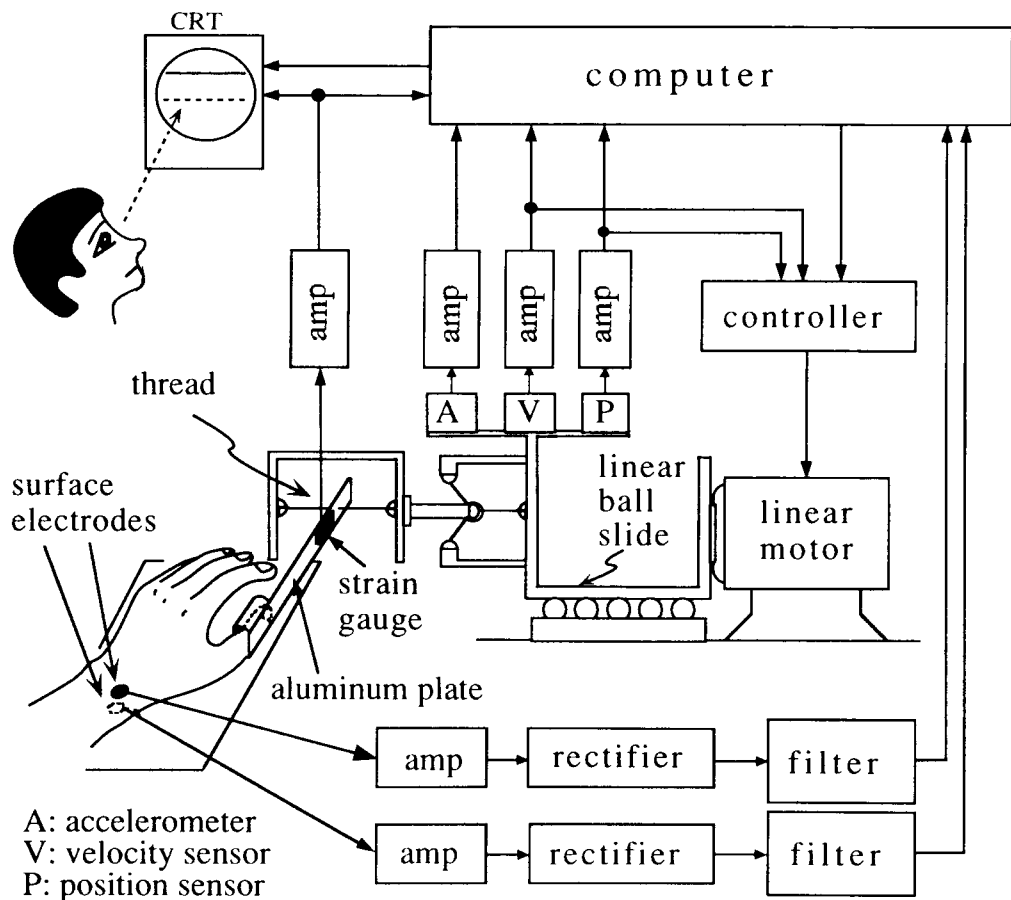 CRT
computer
amp
amp
amp
amp
controller
thread
A
V
P
surface
electrodes
linear
ball
slide
linear
motor
strain
gauge
aluminum plate
amp
rectifier
filter
A: accelerometer
V: velocity sensor
P: position sensor
amp
rectifier
filter